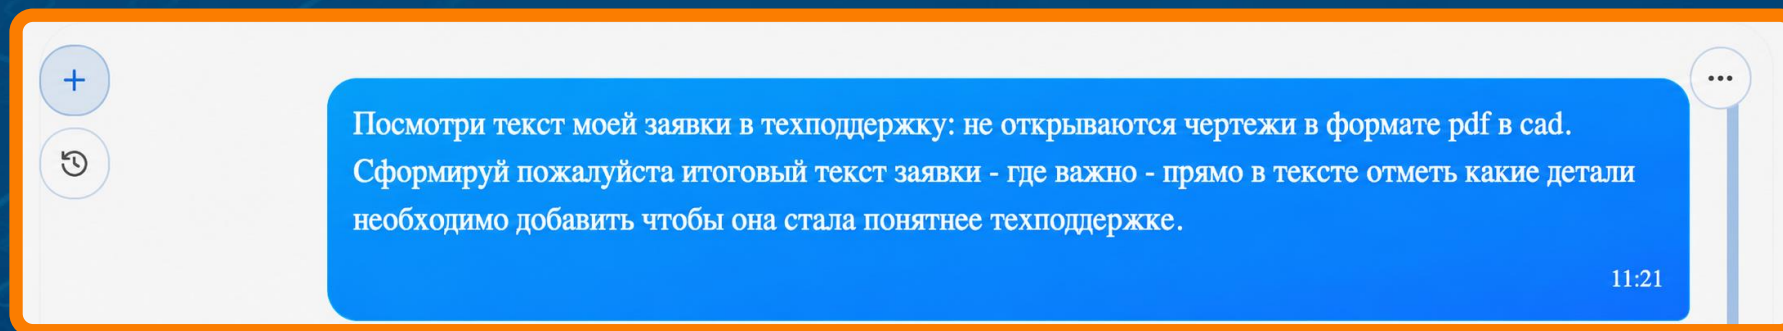 Посмотри текст моей заявки в техподдержку: не открываются чертежи в формате pdf в cad.
Сформируй пожалуйста итоговый текст заявки - где важно - прямо в тексте отметь какие детали
необходимо добавить чтобы она стала понятнее техподдержке.
11:21